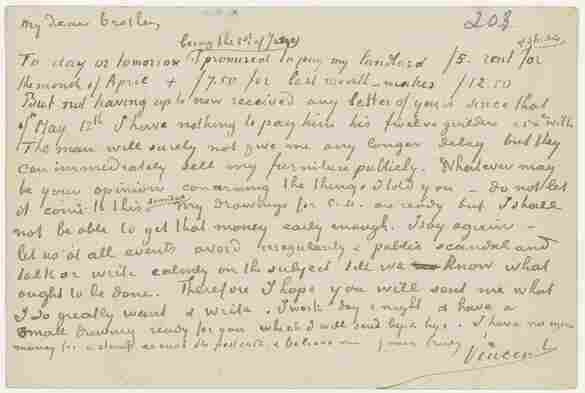 My dear brother,
208
(being the 1st of June)
To day or tomorrow I promised to pay my landlord f5. rent for
the month of April + f7.50 for last month – makes f12.50
But not having up to now received any letter of yours since that
of May 12th I have nothing to pay him his twelve guilders with
The man will surely not give me any longer delay but they
can immediately sell my furniture publicly. Whatever may
be your opinion concerning the things I told you – do not let
it come to this scandal my drawings for C.M. are ready but I shall
not be able to get that money early enough. I say again –
let us at all events avoid irregularity & public scandal and
talk or write calmly on the subject till we know what
ought to be done. Therefore I hope you will send me what
I so greatly want & write. I work day & night & have a
small drawing ready for you which I will send by & bye. I have no more
money for a stamp excuse the postcard & believe me yours truly
Vincent